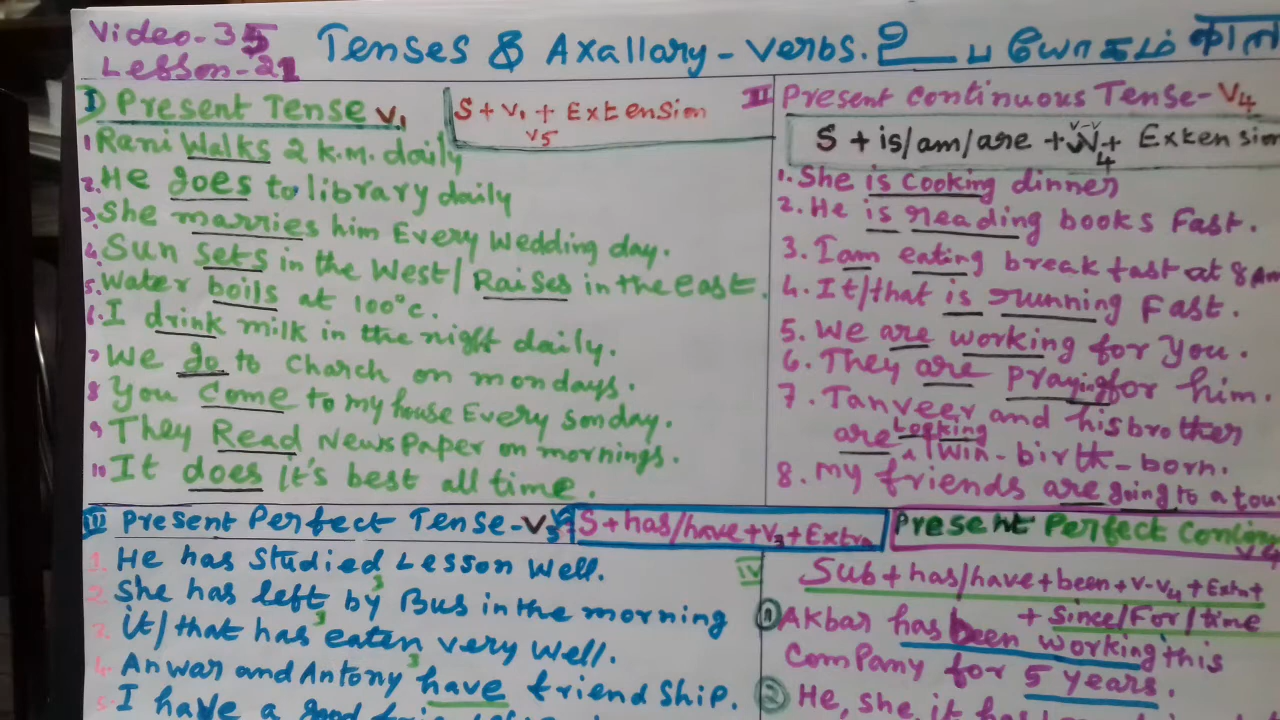 Video-35
Lesson-21
Tenses & Axallary-verbs. உ ப யோகம் काल
I) Present Tense V1
S + V1 + Extension
V5
1 Rani Walks 2 K.M. daily
2. He goes to library daily
3. She marries him Every Wedding day.
4. Sun sets in the West/ Raises in the east.
5. Water boils at 100°c.
6. I drink milk in the night daily.
7 We go to Charch on mondays.
8 You Come to my house Every sonday.
9 They Read News Paper on mornings.
10 It does it's best all time.
II Present Continuous Tense- V4
S + is/am/are + V-V4 + Extension
1. She is Cooking dinner
2. He is reading books Fast.
3. I am eating break fast at 8 Am
4. It/that is running Fast.
5. We are working for You.
6. They are Praying for him.
7. Tanveer and his brother
are Looking a Twin-birth-born.
8. my friends are going to a tou
III Present Perfect Tense-V3
S+has/have+V3+Extra
1. He has Studied Lesson Well.
2. She has left by Bus in the morning
3. it/that has eaten very well.
4. Anwar and Antony have friend Ship.
5. I have a good
Present Perfect Contin
V4
IV Sub + has/have + been + V-V4 + Extn+
+ Since/For/time
1 Akbar has been working this
Company for 5 years.
2 He, she, it has